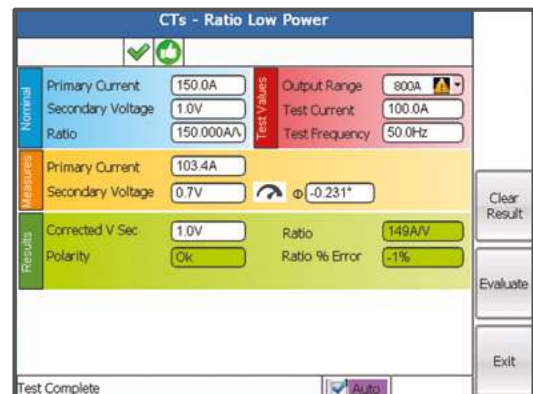 CTs - Ratio Low Power
Nominal
Primary Current 150.0A
Secondary Voltage 1.0V
Ratio 150.000A/V
Test Values
Output Range 800A
Test Current 100.0A
Test Frequency 50.0Hz
Measures
Primary Current 103.4A
Secondary Voltage 0.7V Φ -0.231°
Results
Corrected V Sec 1.0V Ratio 149A/V
Polarity Ok Ratio % Error -1%
Clear
Result
Evaluate
Exit
Test Complete Auto